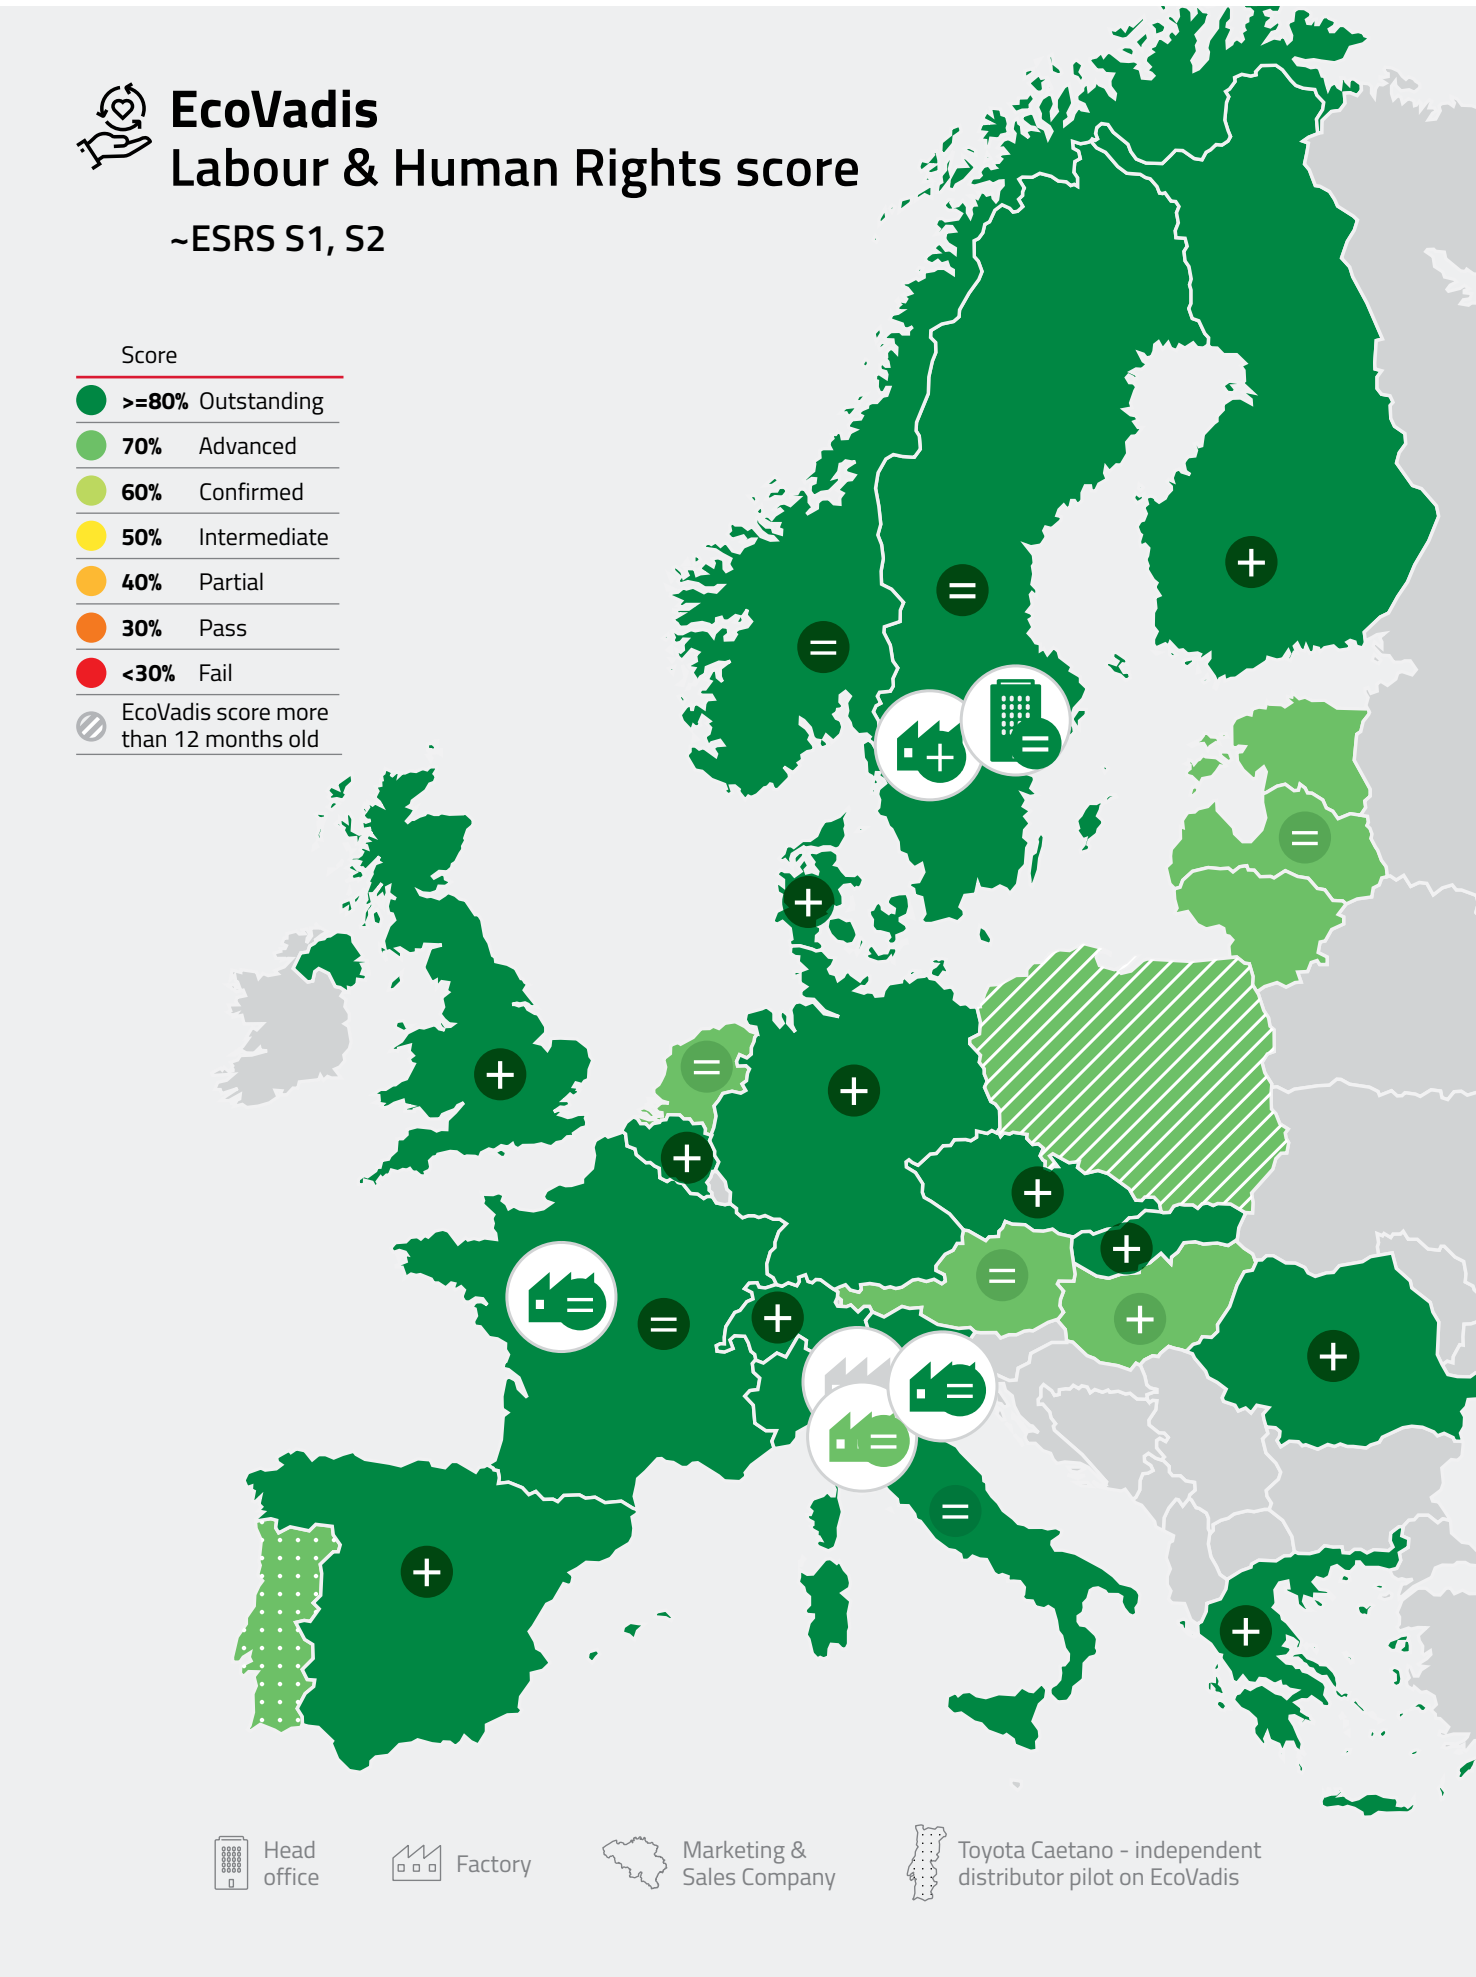 EcoVadis
Labour & Human Rights score
~ESRS S1, S2
Score
>=80% Outstanding
70% Advanced
60% Confirmed
50% Intermediate
40% Partial
30% Pass
<30% Fail
EcoVadis score more
than 12 months old
=
+
=
+
=
=
+
+
=
+
+
+
+
=
+
=
+
=
=
+
+
=
=
=
+
+
Head
office
Factory
Marketing &
Sales Company
Toyota Caetano - independent
distributor pilot on EcoVadis